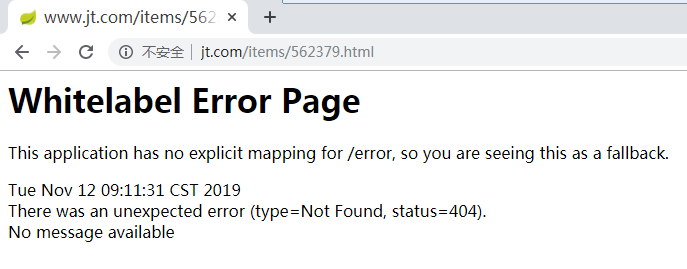 www.jt.com/items/562
不安全 jt.com/items/562379.html
Whitelabel Error Page
This application has no explicit mapping for /error, so you are seeing this as a fallback.
Tue Nov 12 09:11:31 CST 2019
There was an unexpected error (type=Not Found, status=404).
No message available